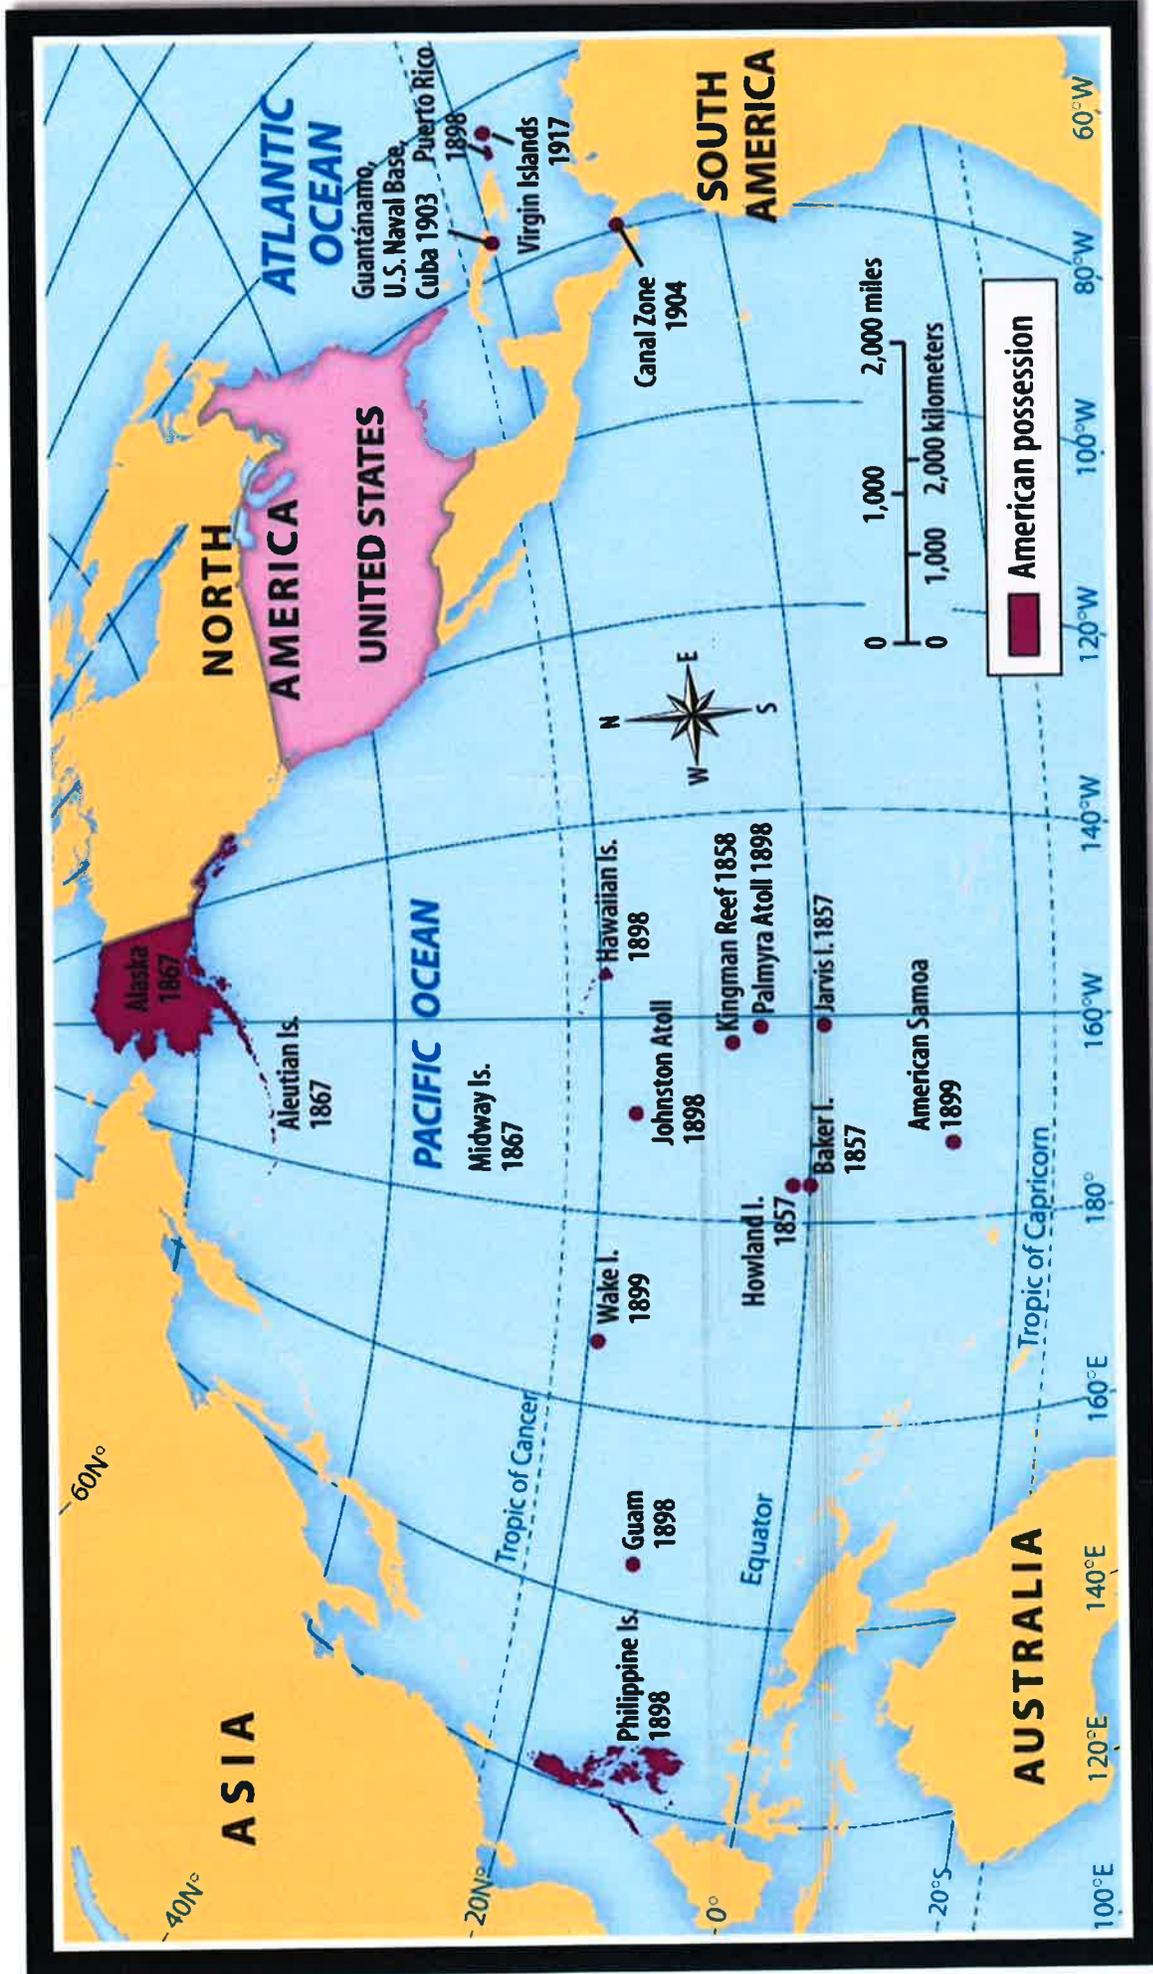 60N°
40N°
20N°
0°
20°S
100°E
120°E
140°E
160°E
180°
160°W
140°W
120°W
100°W
80°W
60°W
ASIA
AUSTRALIA
NORTH
AMERICA
UNITED STATES
SOUTH
AMERICA
ATLANTIC
OCEAN
PACIFIC OCEAN
Alaska
1867
Aleutian Is.
1867
Midway Is.
1867
Wake I.
1899
Hawaiian Is.
1898
Johnston Atoll
1898
Kingman Reef 1858
Palmyra Atoll 1898
Jarvis I. 1857
Howland I.
1857
Baker I.
1857
American Samoa
1899
Guam
1898
Philippine Is.
1898
Guantánamo,
U.S. Naval Base,
Cuba 1903
Puerto Rico
1898
Virgin Islands
1917
Canal Zone
1904
Tropic of Cancer
Equator
Tropic of Capricorn
N
W
E
S
0
1,000
2,000 miles
0
1,000
2,000 kilometers
American possession